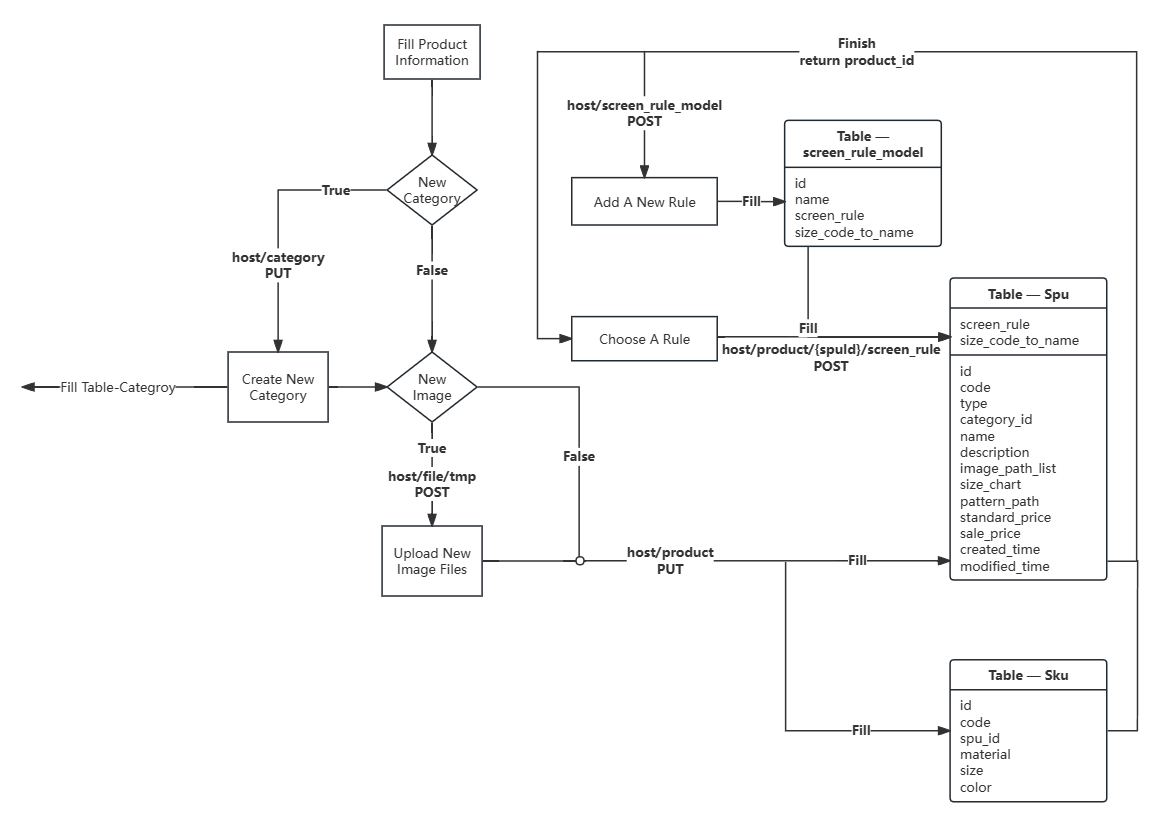 Fill Product
Information
Finish
return product_id
host/screen_rule_model
POST
Table —
screen_rule_model
id
name
screen_rule
size_code_to_name
New
Category
True
Add A New Rule
Fill
host/category
PUT
False
Table — Spu
screen_rule
size_code_to_name
id
code
type
category_id
name
description
image_path_list
size_chart
pattern_path
standard_price
sale_price
created_time
modified_time
Choose A Rule
Fill
host/product/{spuId}/screen_rule
POST
Fill Table-Categroy
Create New
Category
New
Image
True
host/file/tmp
POST
False
Upload New
Image Files
host/product
PUT
Fill
Fill
Table — Sku
id
code
spu_id
material
size
color